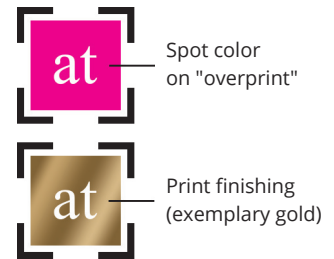 at
Spot color
on "overprint"
at
Print finishing
(exemplary gold)